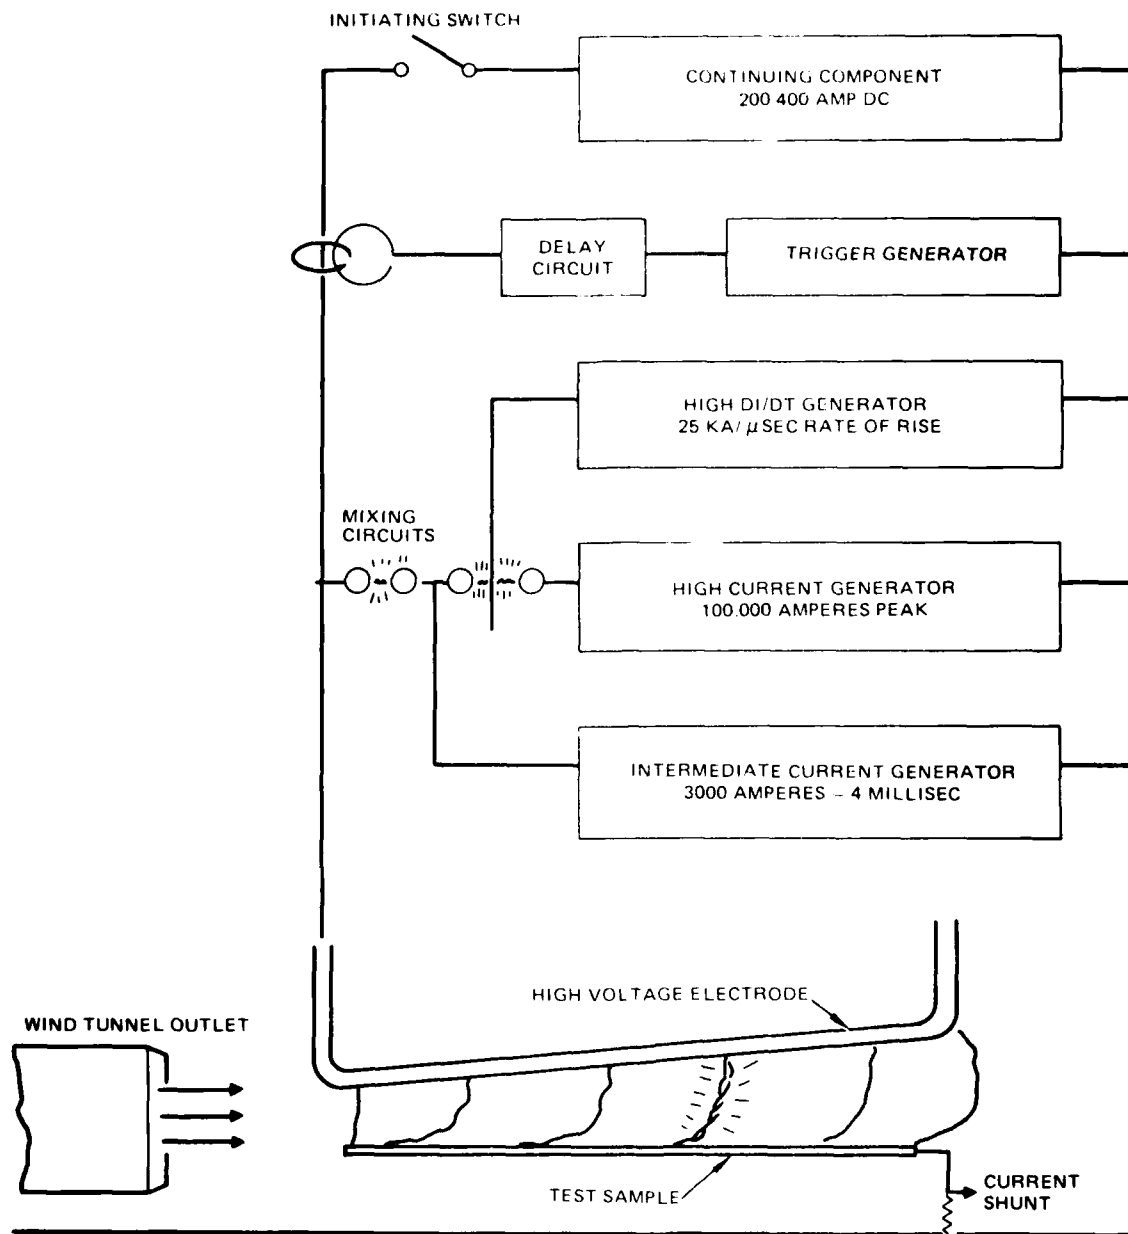 INITIATING SWITCH
CONTINUING COMPONENT
200 400 AMP DC
DELAY
CIRCUIT
TRIGGER GENERATOR
HIGH DI/DT GENERATOR
25 KA/ μSEC RATE OF RISE
MIXING
CIRCUITS
HIGH CURRENT GENERATOR
100.000 AMPERES PEAK
INTERMEDIATE CURRENT GENERATOR
3000 AMPERES – 4 MILLISEC
HIGH VOLTAGE ELECTRODE
WIND TUNNEL OUTLET
TEST SAMPLE
CURRENT
SHUNT